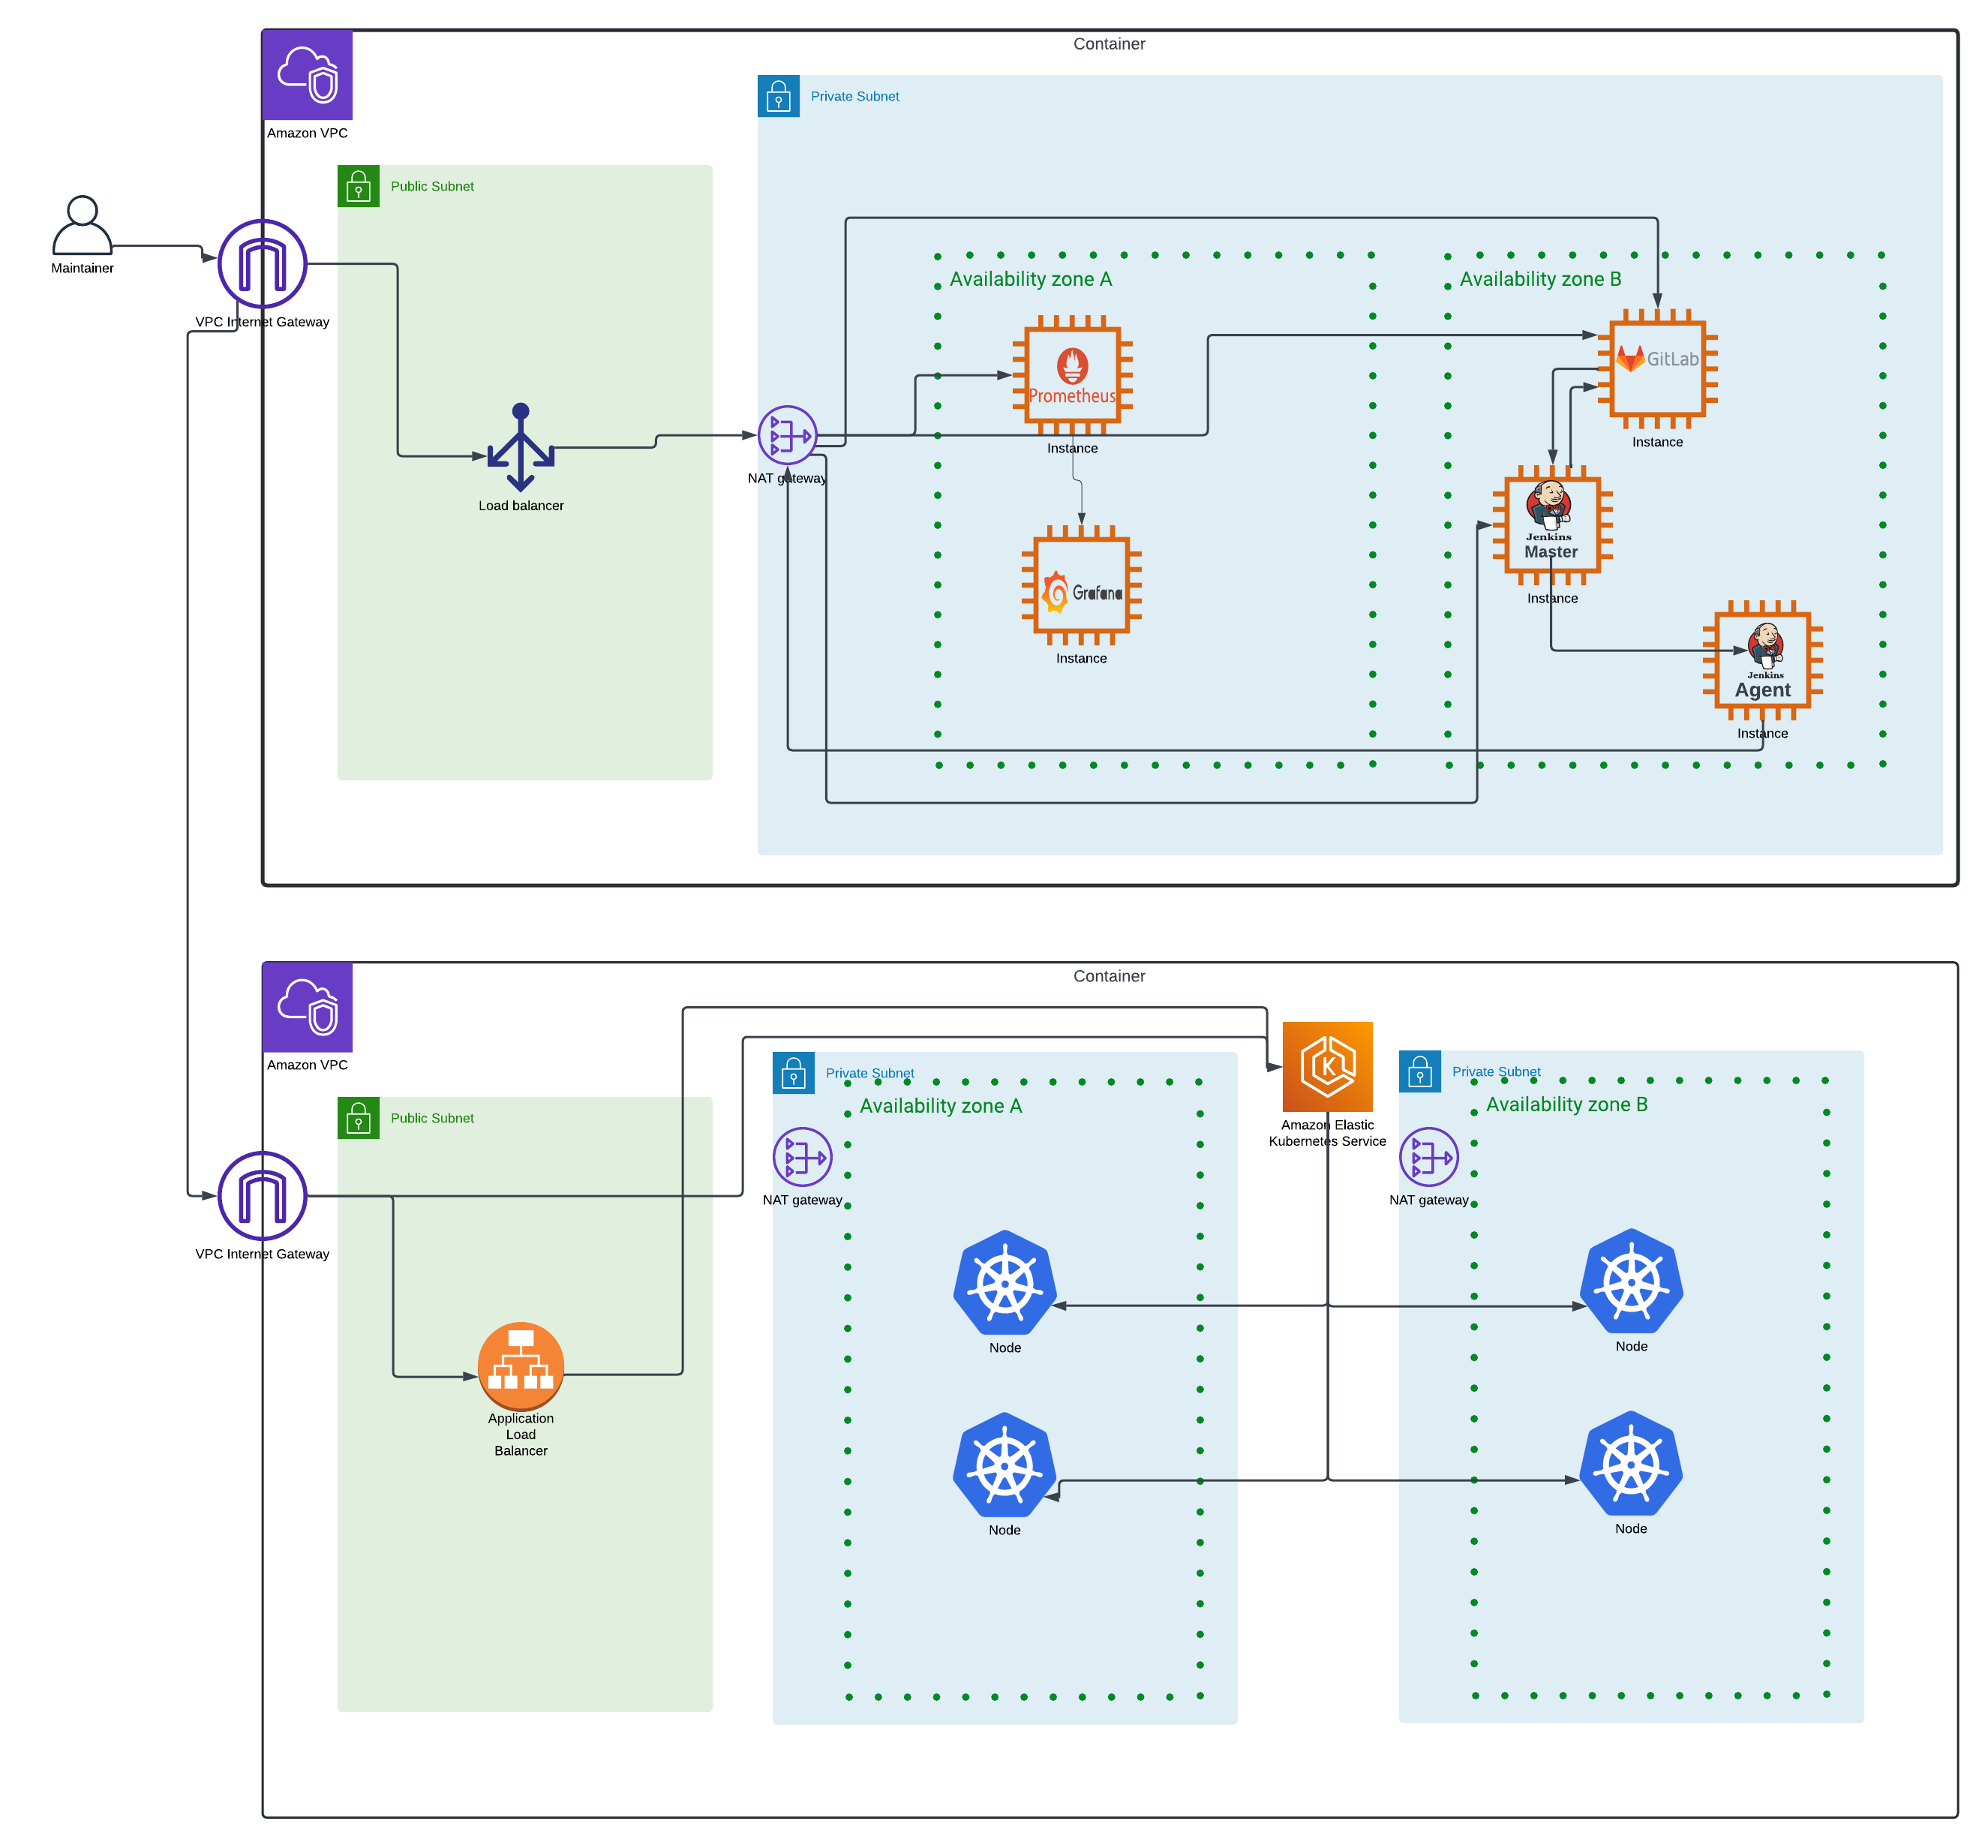 Container
Amazon VPC
Private Subnet
Public Subnet
Maintainer
VPC Internet Gateway
Availability zone A
Availability zone B
Prometheus
Instance
GitLab
Instance
NAT gateway
Load balancer
Jenkins
Master
Instance
Grafana
Instance
Jenkins
Agent
Instance
Container
Amazon VPC
Private Subnet
Private Subnet
Availability zone A
Availability zone B
Public Subnet
Amazon Elastic
Kubernetes Service
NAT gateway
NAT gateway
VPC Internet Gateway
Node
Node
Application
Load
Balancer
Node
Node